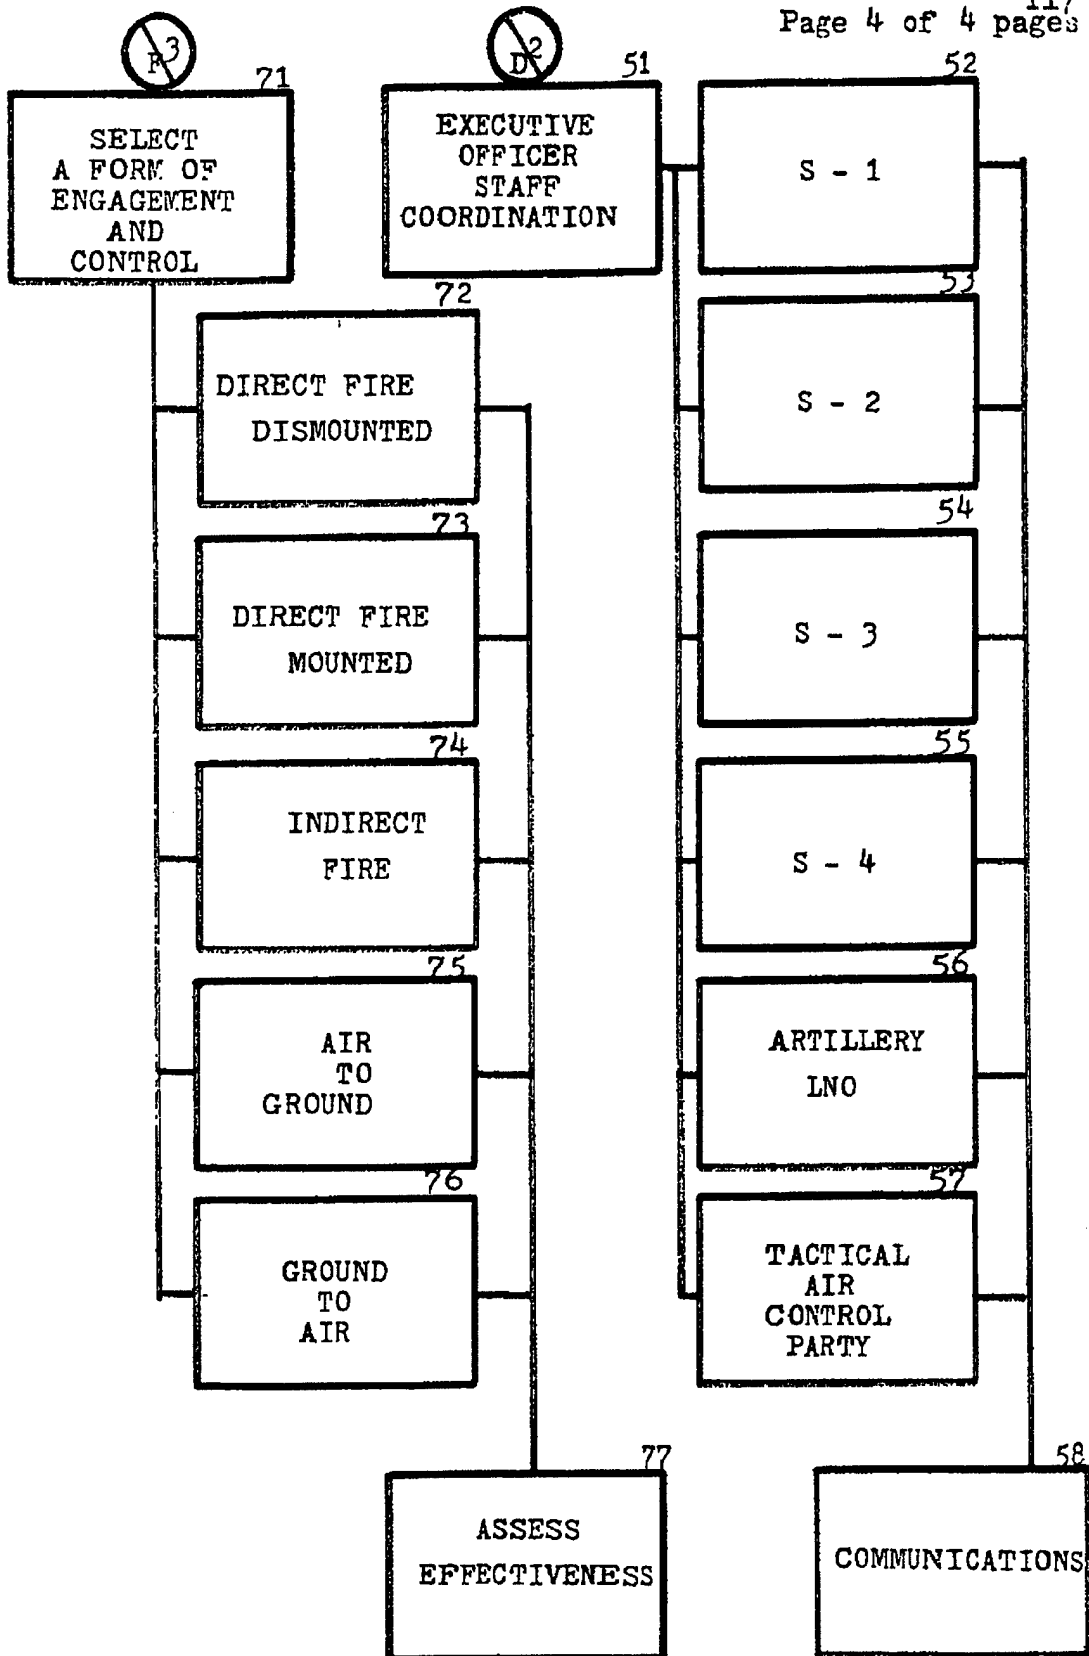 117
Page 4 of 4 pages
F 3
71
SELECT
A FORM OF
ENGAGEMENT
AND
CONTROL
72
DIRECT FIRE
DISMOUNTED
73
DIRECT FIRE
MOUNTED
74
INDIRECT
FIRE
75
AIR
TO
GROUND
76
GROUND
TO
AIR
77
ASSESS
EFFECTIVENESS
D 2
51
EXECUTIVE
OFFICER
STAFF
COORDINATION
52
S - 1
53
S - 2
54
S - 3
55
S - 4
56
ARTILLERY
LNO
57
TACTICAL
AIR
CONTROL
PARTY
58
COMMUNICATIONS